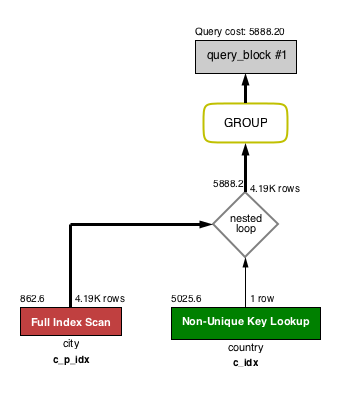 Query cost: 5888.20
query_block #1
GROUP
5888.2
4.19K rows
nested
loop
862.6
4.19K rows
5025.6
1 row
Full Index Scan
Non-Unique Key Lookup
city
country
c_p_idx
c_idx